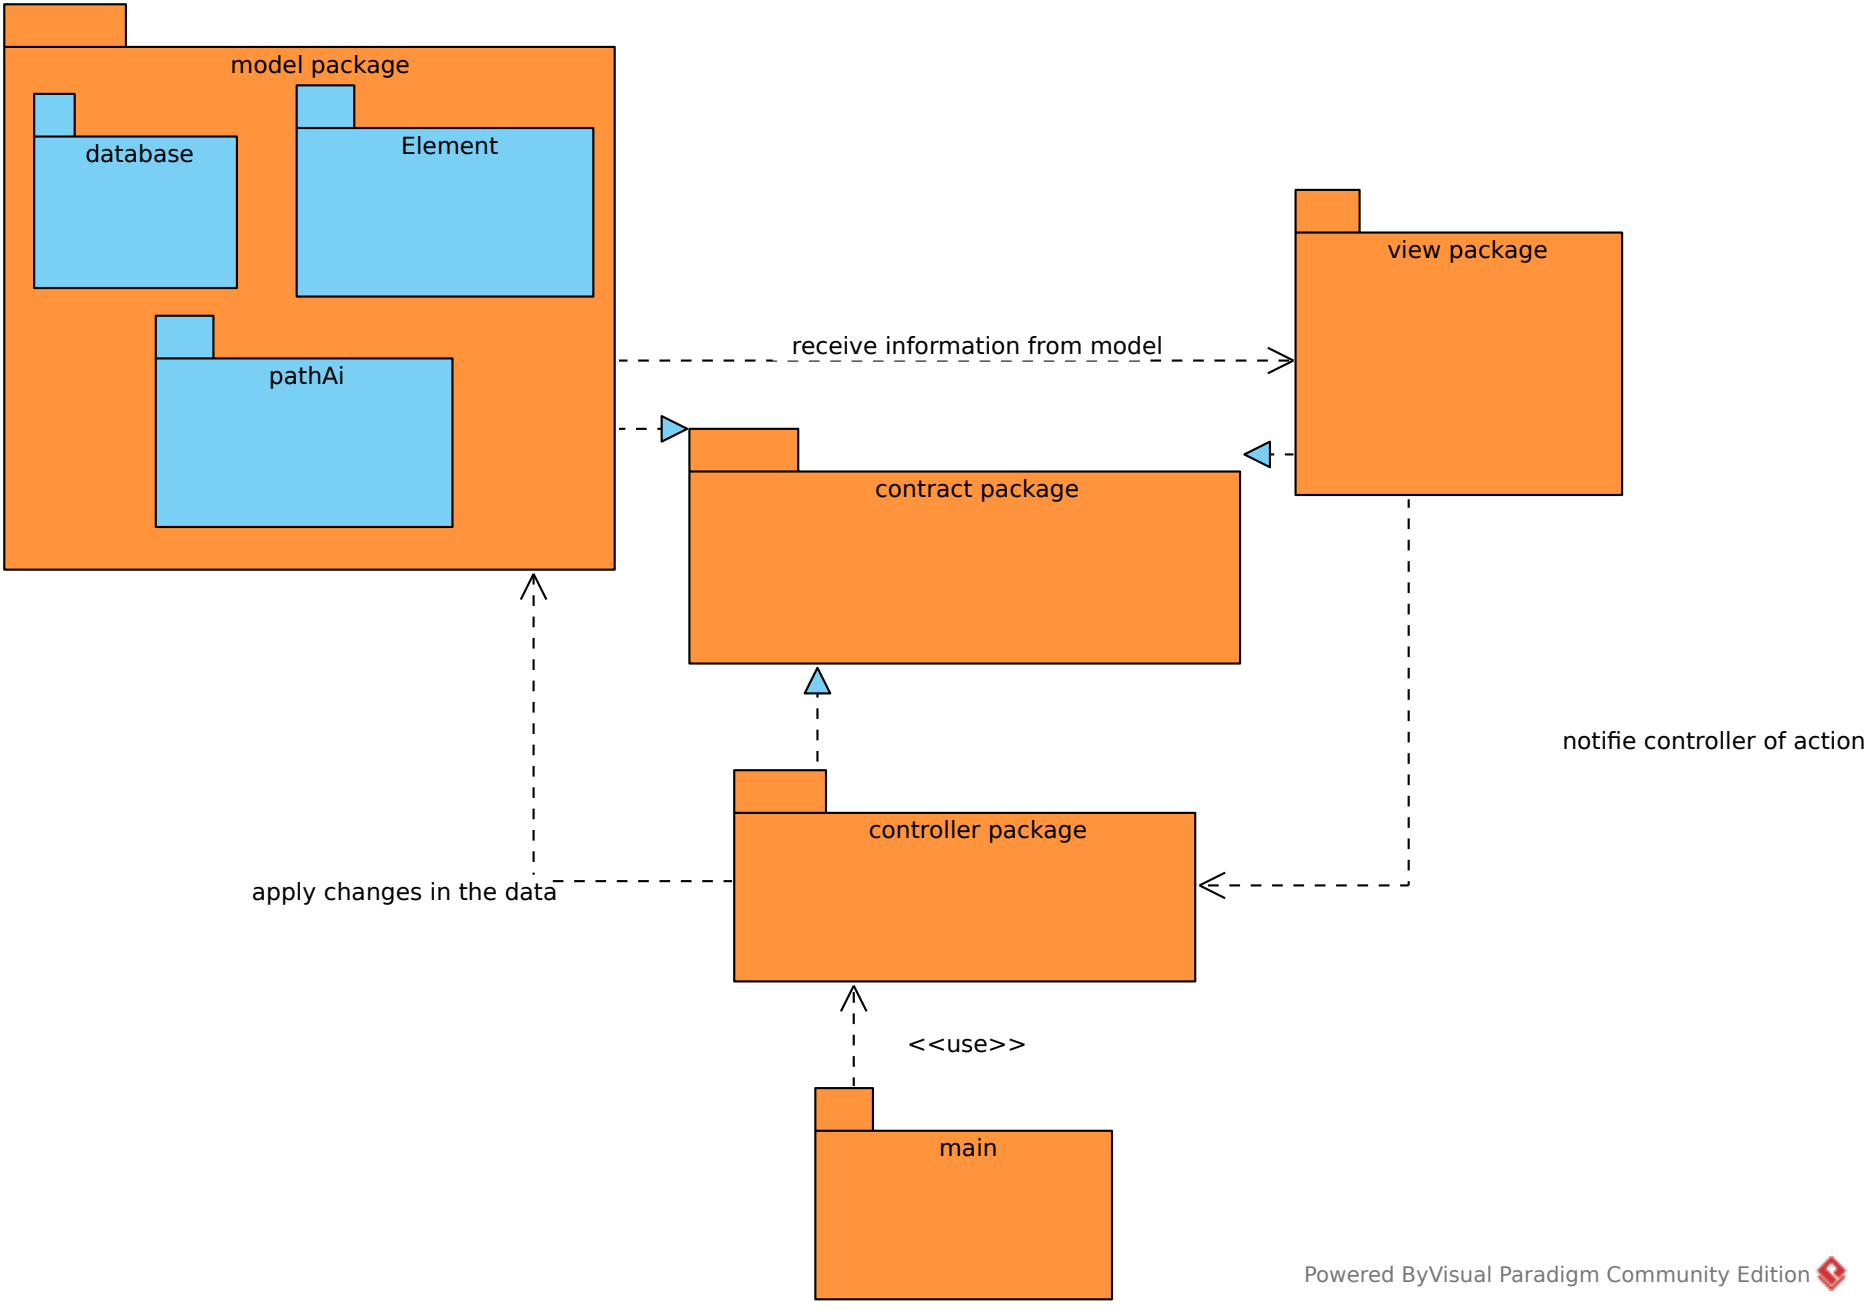 model package
database
Element
pathAi
view package
receive information from model
contract package
notifie controller of action
controller package
apply changes in the data
<<use>>
main
Powered ByVisual Paradigm Community Edition